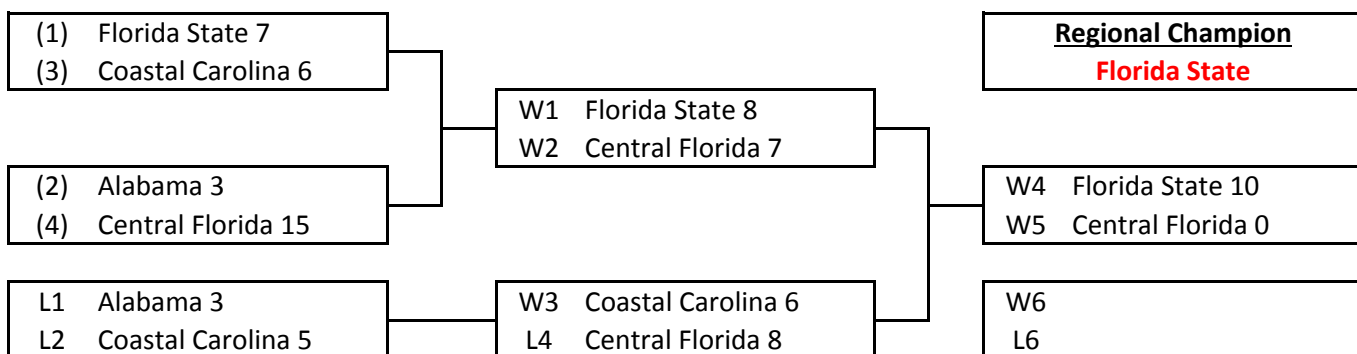 (1) Florida State 7
(3) Coastal Carolina 6
Regional Champion
Florida State
W1 Florida State 8
W2 Central Florida 7
(2) Alabama 3
(4) Central Florida 15
W4 Florida State 10
W5 Central Florida 0
L1 Alabama 3
L2 Coastal Carolina 5
W3 Coastal Carolina 6
L4 Central Florida 8
W6
L6